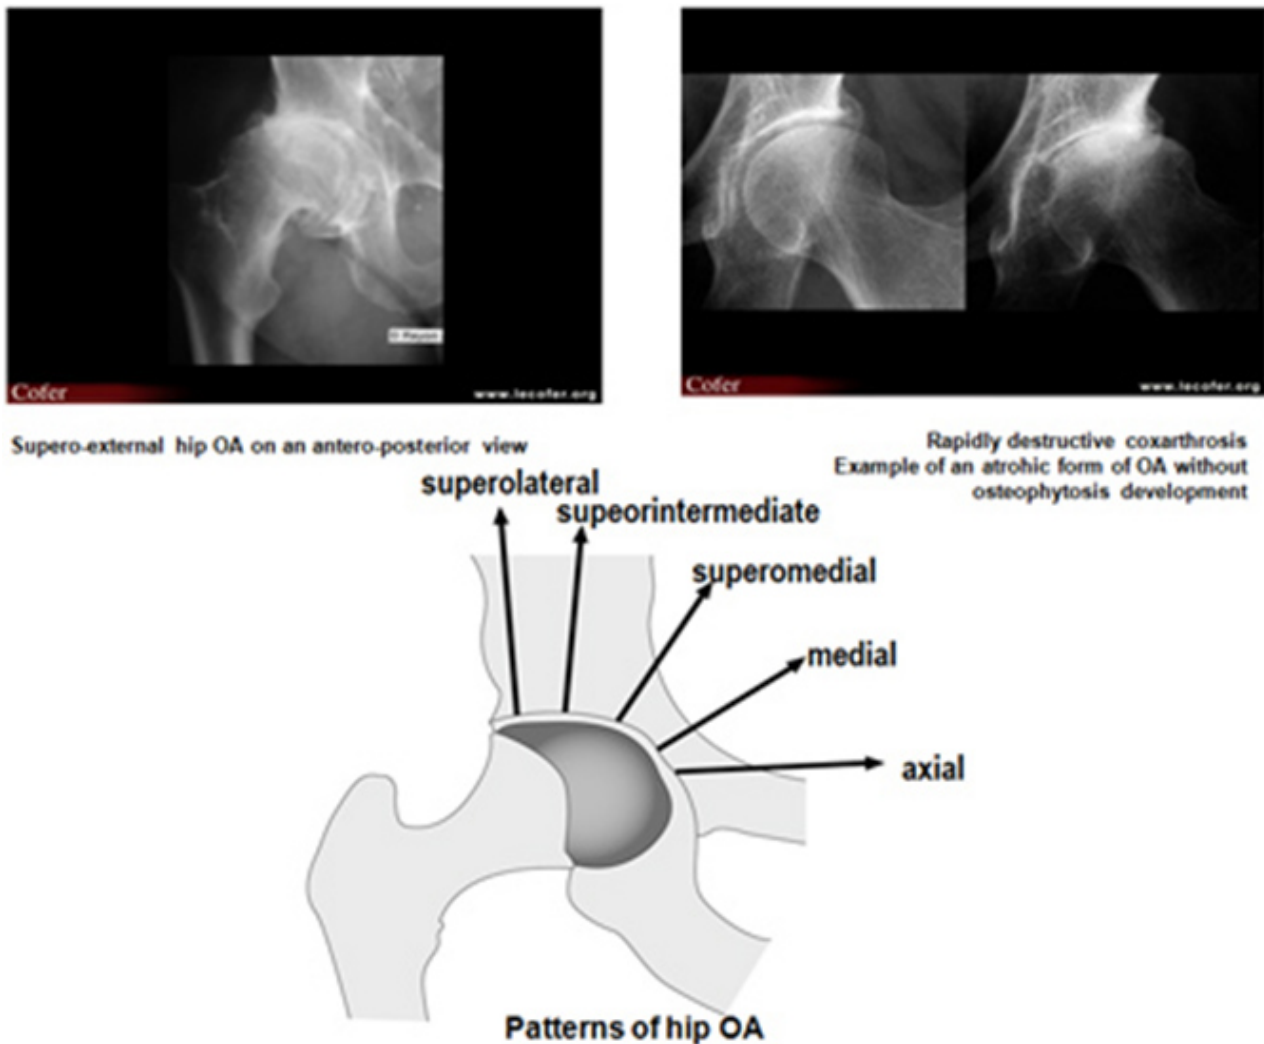 Cofer
www.lecofer.org
Cofer
www.lecofer.org
Supero-external hip OA on an antero-posterior view
Rapidly destructive coxarthrosis
Example of an atrohic form of OA without
osteophytosis development
superolateral
supeorintermediate
superomedial
medial
axial
Patterns of hip OA